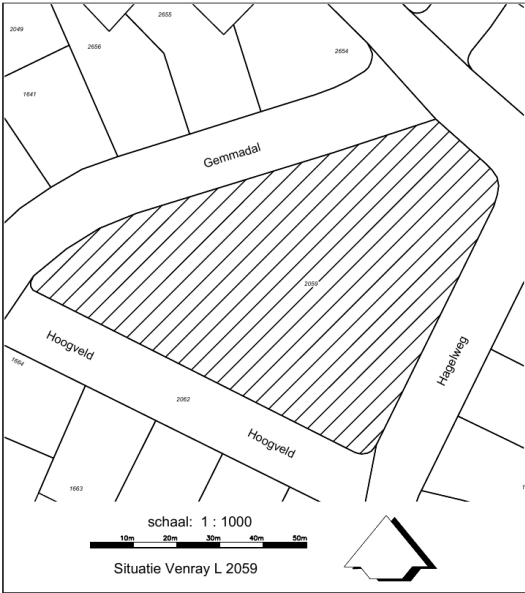 2049
2655
2656
2654
1641
Gemmadal
2059
Hoogveld
1664
Hagelweg
2062
Hoogveld
1663
1
schaal: 1 : 1000
10m 20m 30m 40m 50m
Situatie Venray L 2059